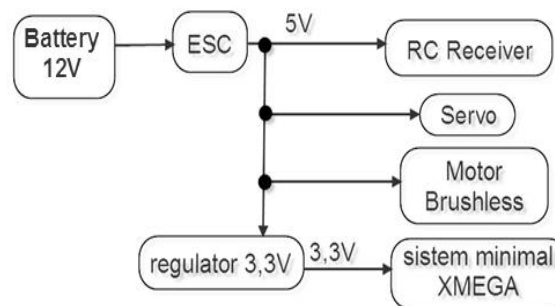 Battery
12V
ESC
5V
RC Receiver
Servo
Motor
Brushless
regulator 3,3V
3,3V
sistem minimal
XMEGA